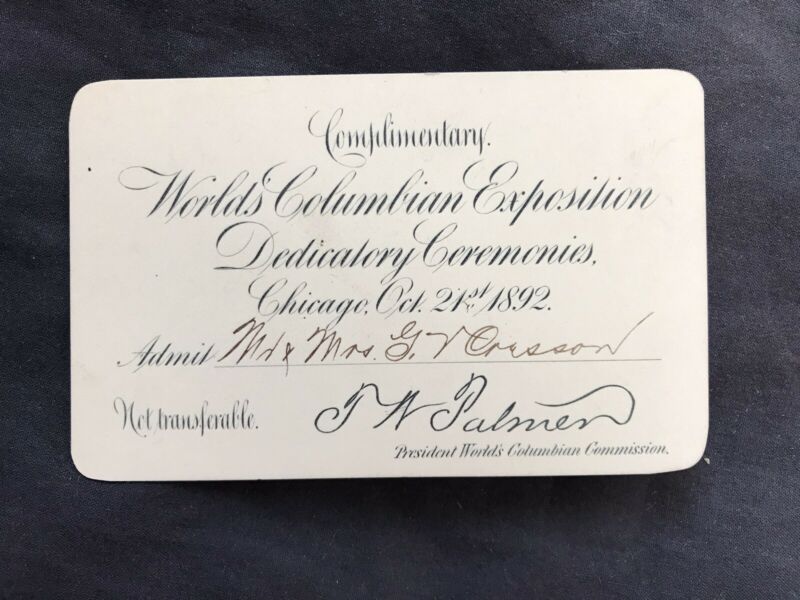 Complimentary.
World's Columbian Exposition
Dedicatory Ceremonies,
Chicago, Oct. 21st 1892.
Admit Mr & Mrs. G. V Cresson
Not transferable.
T W Palmer
President World's Columbian Commission.